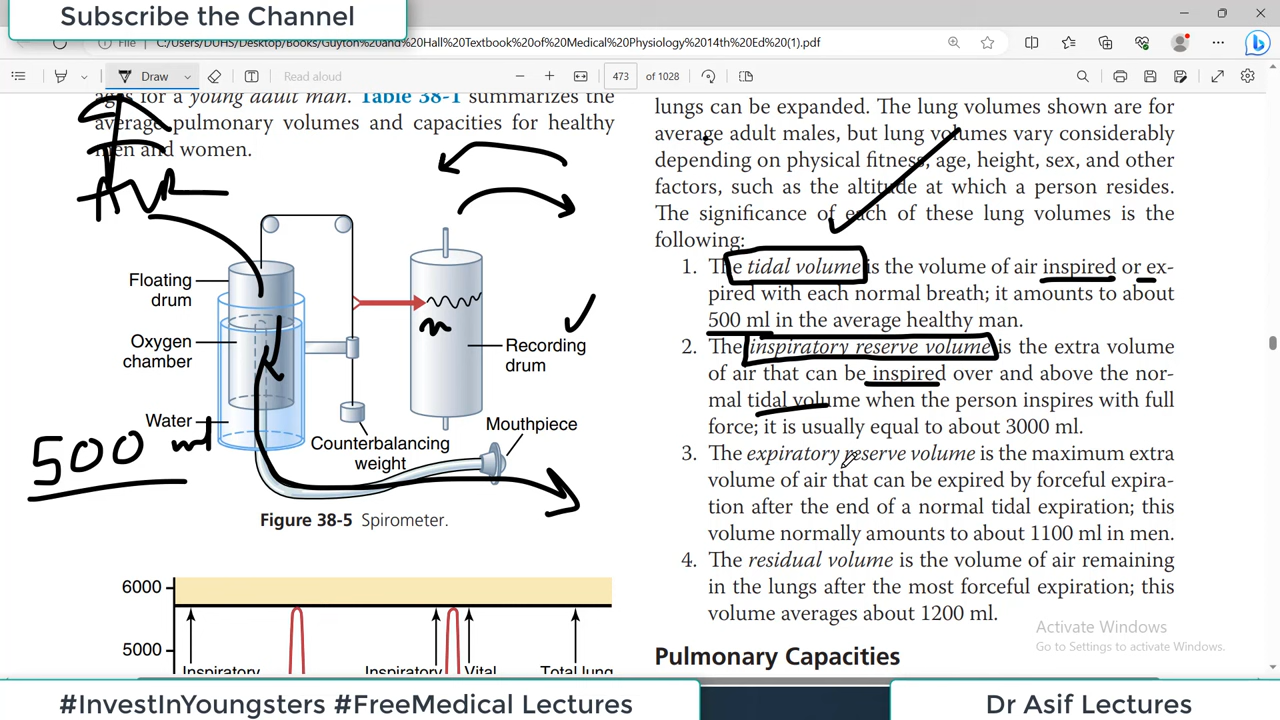 Subscribe the Channel
File C:/Users/DUHS/Desktop/Books/Guyton%20and%20Hall%20Textbook%20of%20Medical%20Physiology%2014th%20Ed%20(1).pdf
Draw Read aloud 473 of 1028
ages for a young adult man. Table 38-1 summarizes the
average pulmonary volumes and capacities for healthy
men and women.
Floating
drum
Oxygen
chamber
Water
Counterbalancing
weight
Recording
drum
Mouthpiece
500 ml
Figure 38-5 Spirometer.
6000
5000
Inspiratory Inspiratory Vital Total lung
lungs can be expanded. The lung volumes shown are for
average adult males, but lung volumes vary considerably
depending on physical fitness, age, height, sex, and other
factors, such as the altitude at which a person resides.
The significance of each of these lung volumes is the
following:
1. The tidal volume is the volume of air inspired or ex-
pired with each normal breath; it amounts to about
500 ml in the average healthy man.
2. The inspiratory reserve volume is the extra volume
of air that can be inspired over and above the nor-
mal tidal volume when the person inspires with full
force; it is usually equal to about 3000 ml.
3. The expiratory reserve volume is the maximum extra
volume of air that can be expired by forceful expira-
tion after the end of a normal tidal expiration; this
volume normally amounts to about 1100 ml in men.
4. The residual volume is the volume of air remaining
in the lungs after the most forceful expiration; this
volume averages about 1200 ml.
Pulmonary Capacities
Activate Windows
Go to Settings to activate Windows.
#InvestInYoungsters #FreeMedical Lectures
Dr Asif Lectures